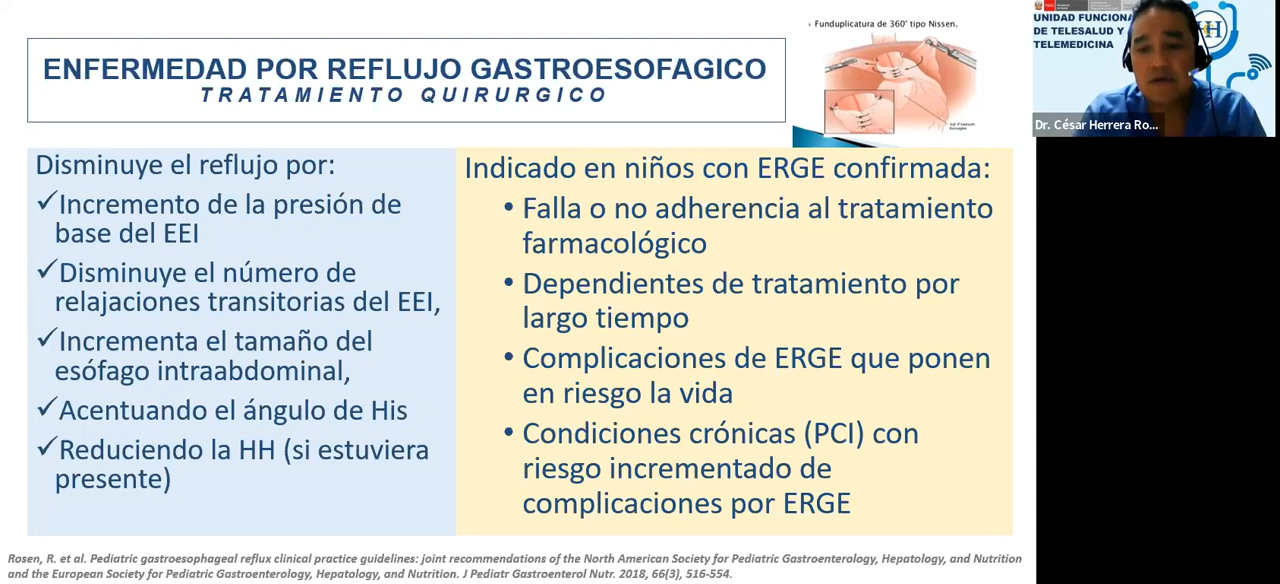 ENFERMEDAD POR REFLUJO GASTROESOFAGICO
TRATAMIENTO QUIRURGICO
Funduplicatura de 360° tipo Nissen.
UNIDAD FUNCIONA
DE TELESALUD Y
TELEMEDICINA
Dr. César Herrera Ro...
Disminuye el reflujo por:
✓Incremento de la presión de
base del EEI
✓Disminuye el número de
relajaciones transitorias del EEI,
✓Incrementa el tamaño del
esófago intraabdominal,
✓Acentuando el ángulo de His
✓Reduciendo la HH (si estuviera
presente)
Indicado en niños con ERGE confirmada:
• Falla o no adherencia al tratamiento
farmacológico
• Dependientes de tratamiento por
largo tiempo
• Complicaciones de ERGE que ponen
en riesgo la vida
• Condiciones crónicas (PCI) con
riesgo incrementado de
complicaciones por ERGE
Rosen, R. et al. Pediatric gastroesophageal reflux clinical practice guidelines: joint recommendations of the North American Society for Pediatric Gastroenterology, Hepatology, and Nutrition
and the European Society for Pediatric Gastroenterology, Hepatology, and Nutrition. J Pediatr Gastroenterol Nutr. 2018, 66(3), 516-554.